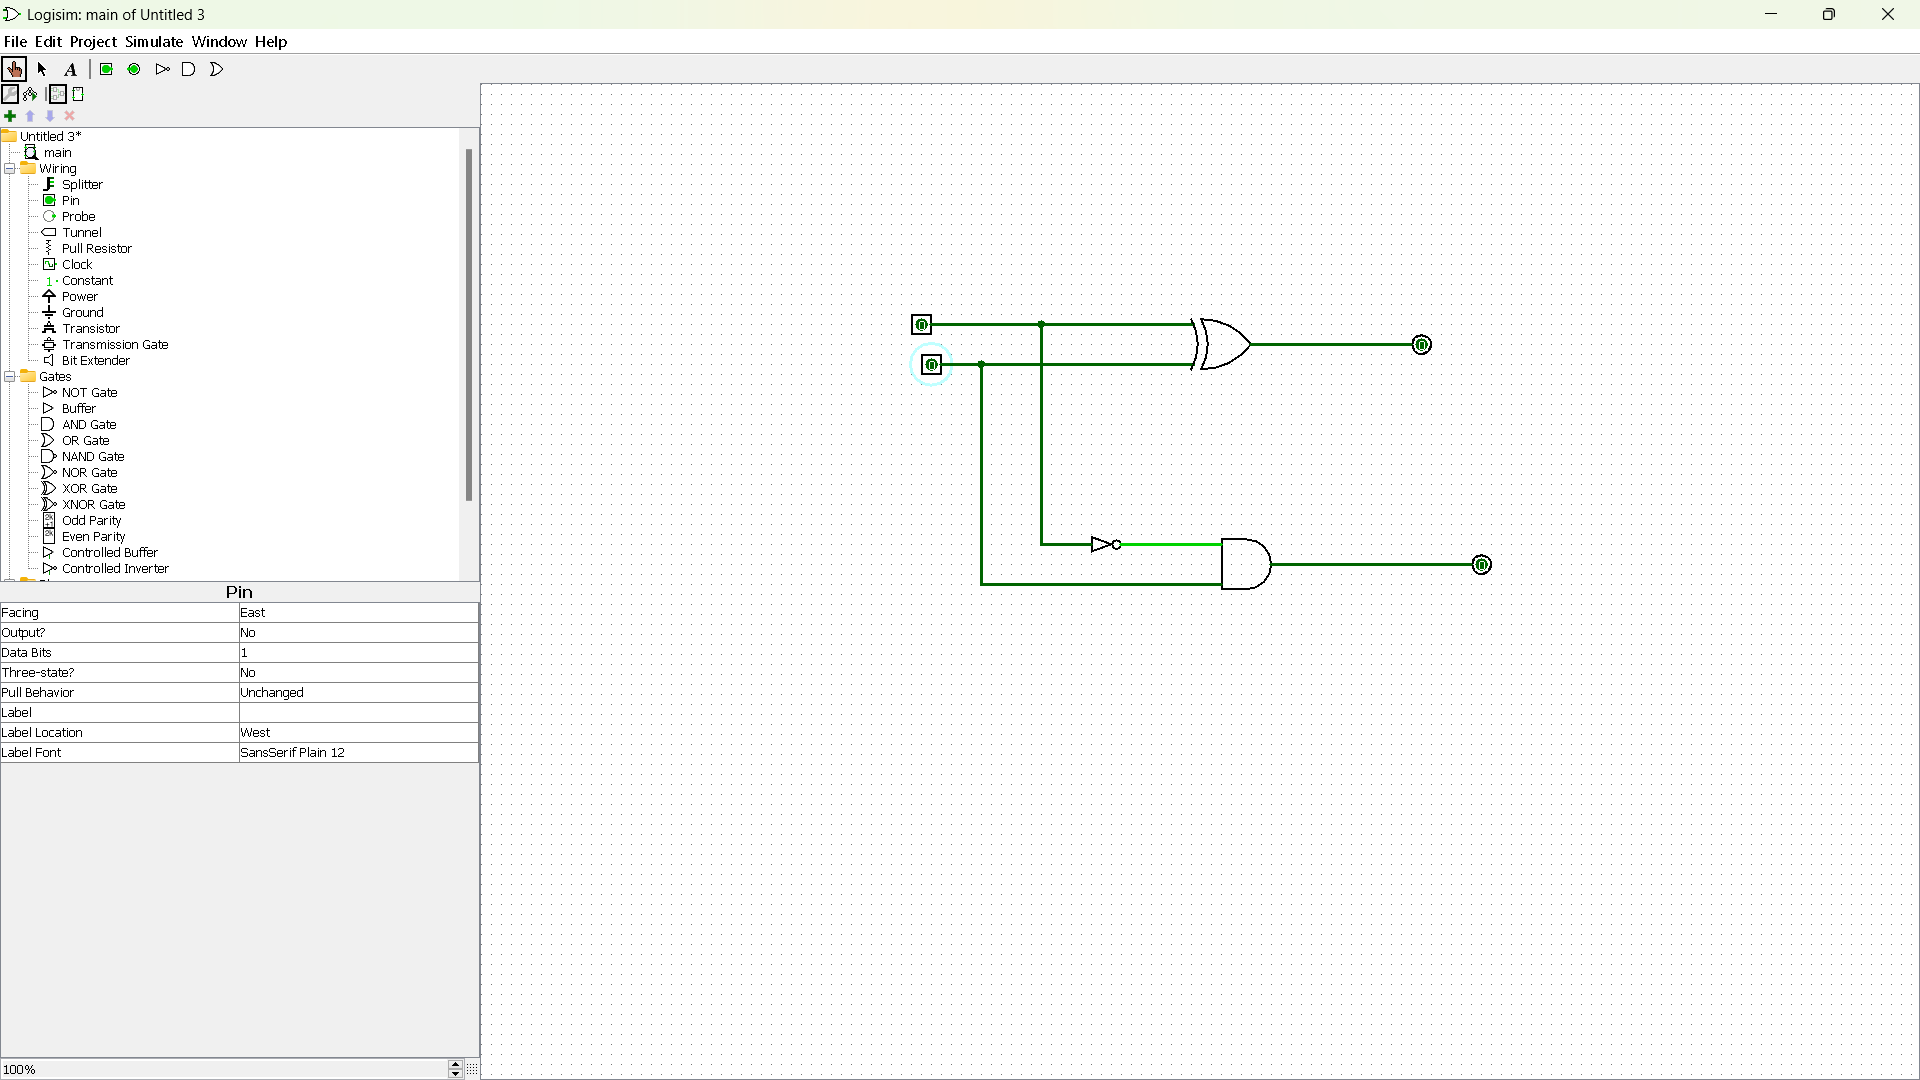 Logisim: main of Untitled 3
File Edit Project Simulate Window Help
A
Untitled 3*
main
Wiring
Splitter
Pin
Probe
Tunnel
Pull Resistor
Clock
1 Constant
Power
Ground
Transistor
Transmission Gate
Bit Extender
Gates
NOT Gate
Buffer
AND Gate
OR Gate
NAND Gate
NOR Gate
XOR Gate
XNOR Gate
Odd Parity
Even Parity
Controlled Buffer
Controlled Inverter
Pin
Facing East
Output? No
Data Bits 1
Three-state? No
Pull Behavior Unchanged
Label
Label Location West
Label Font SansSerif Plain 12
100%
0
0
0
0